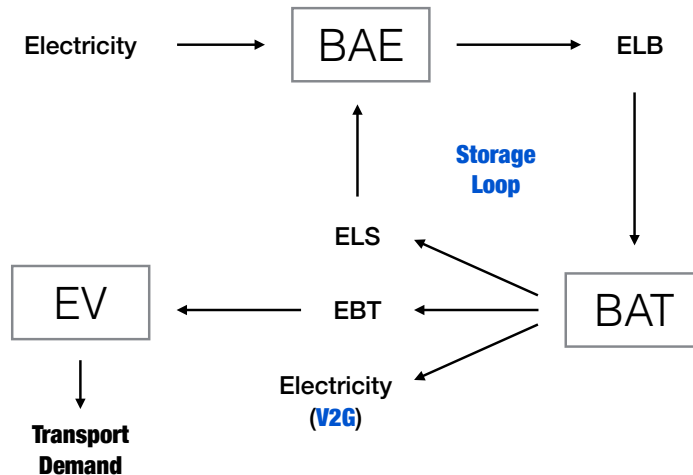 Electricity
BAE
ELB
Storage
Loop
ELS
EV
EBT
BAT
Electricity
(V2G)
Transport
Demand